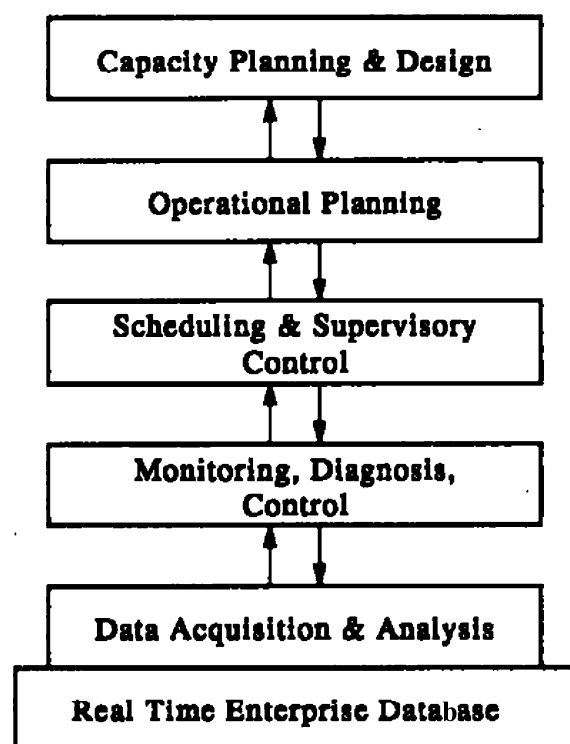 Capacity Planning & Design
Operational Planning
Scheduling & Supervisory
Control
Monitoring, Diagnosis,
Control
Data Acquisition & Analysis
Real Time Enterprise Database